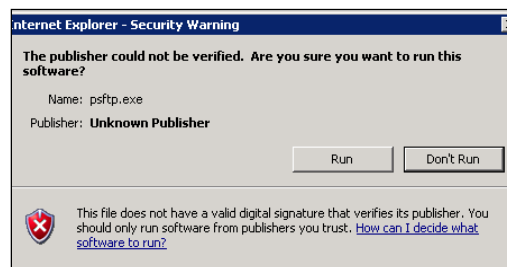 nternet Explorer - Security Warning
The publisher could not be verified. Are you sure you want to run this
software?
Name: psftp.exe
Publisher: Unknown Publisher
Run Don't Run
This file does not have a valid digital signature that verifies its publisher. You
should only run software from publishers you trust. How can I decide what
software to run?